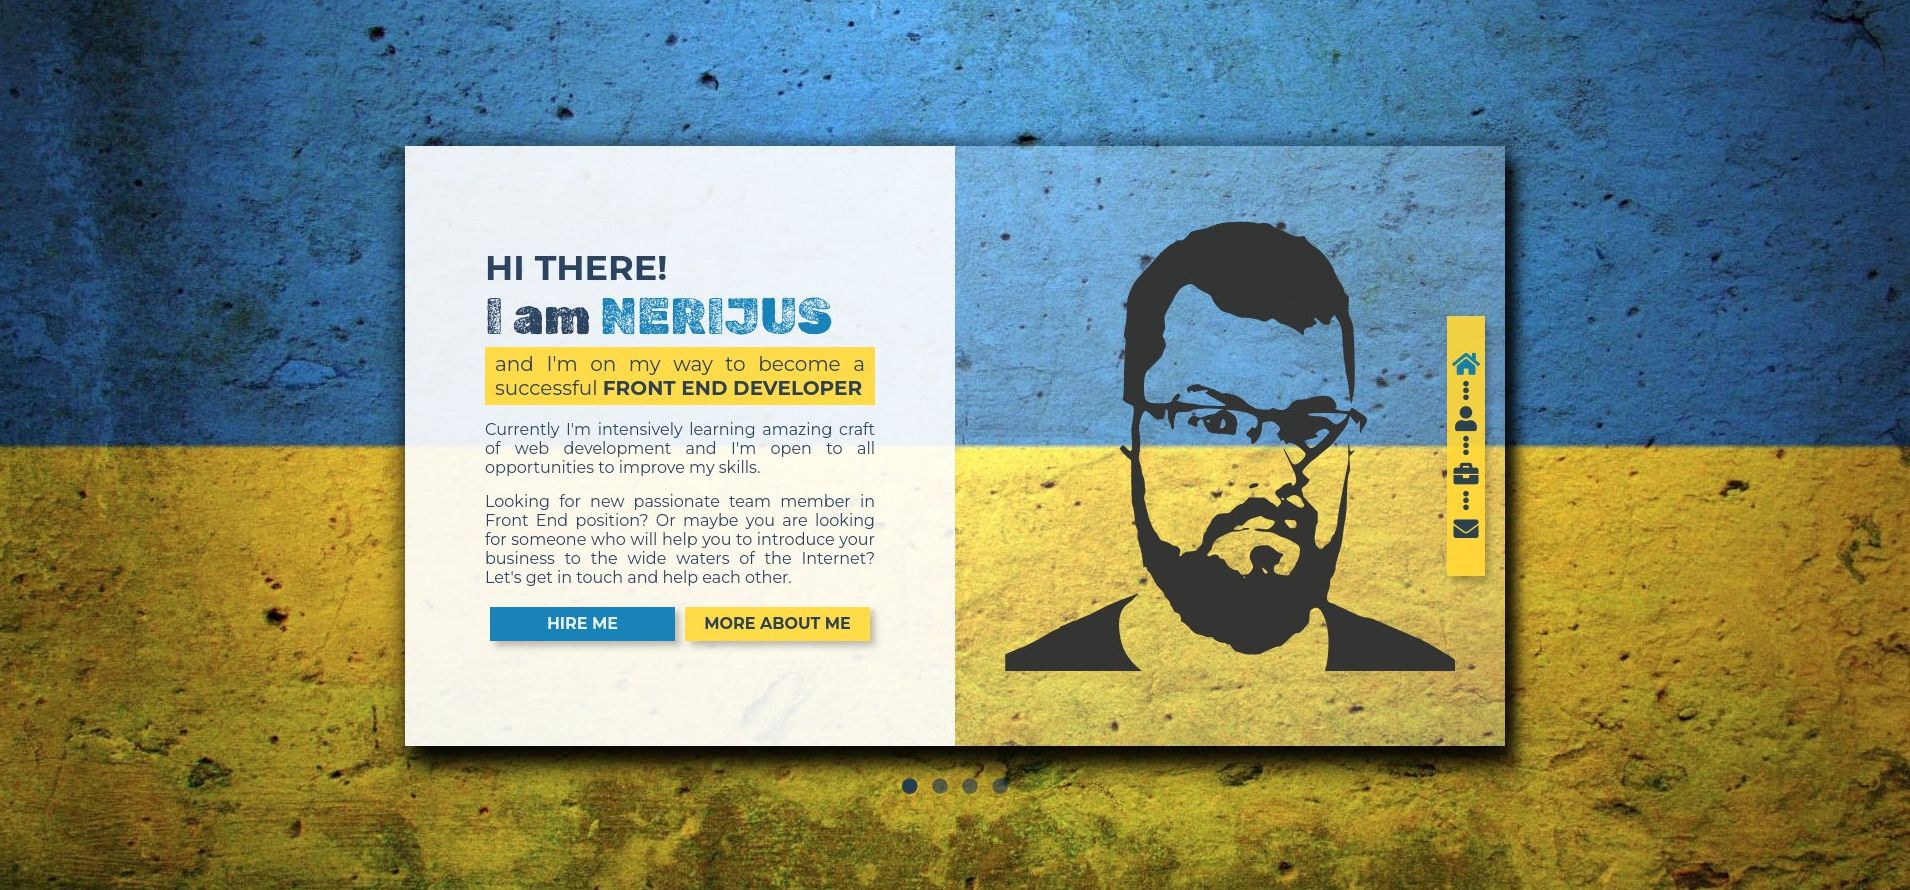 HI THERE!
I am NERIJUS
and I'm on my way to become a
successful FRONT END DEVELOPER
Currently I'm intensively learning amazing craft
of web development and I'm open to all
opportunities to improve my skills.
Looking for new passionate team member in
Front End position? Or maybe you are looking
for someone who will help you to introduce your
business to the wide waters of the Internet?
Let's get in touch and help each other.
HIRE ME
MORE ABOUT ME